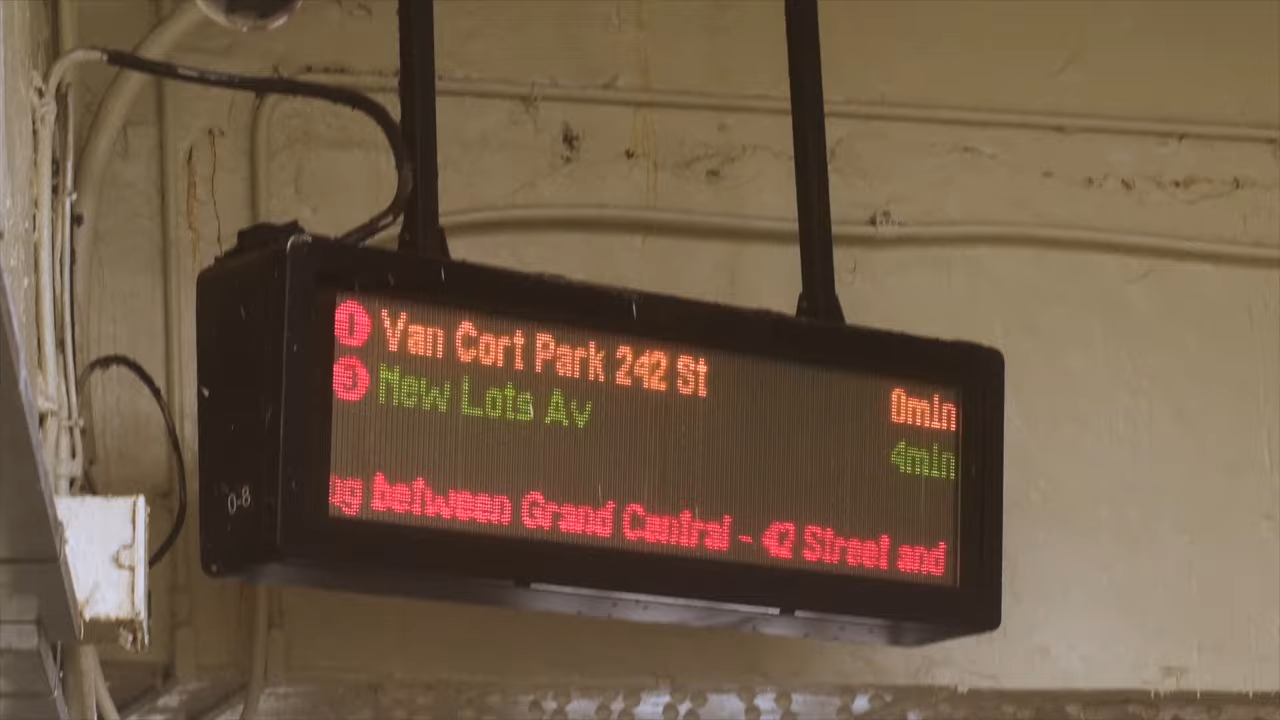 1 Van Cort Park 242 St 0min
3 New Lots Av 4min
between Grand Central - 42 Street and
0-8